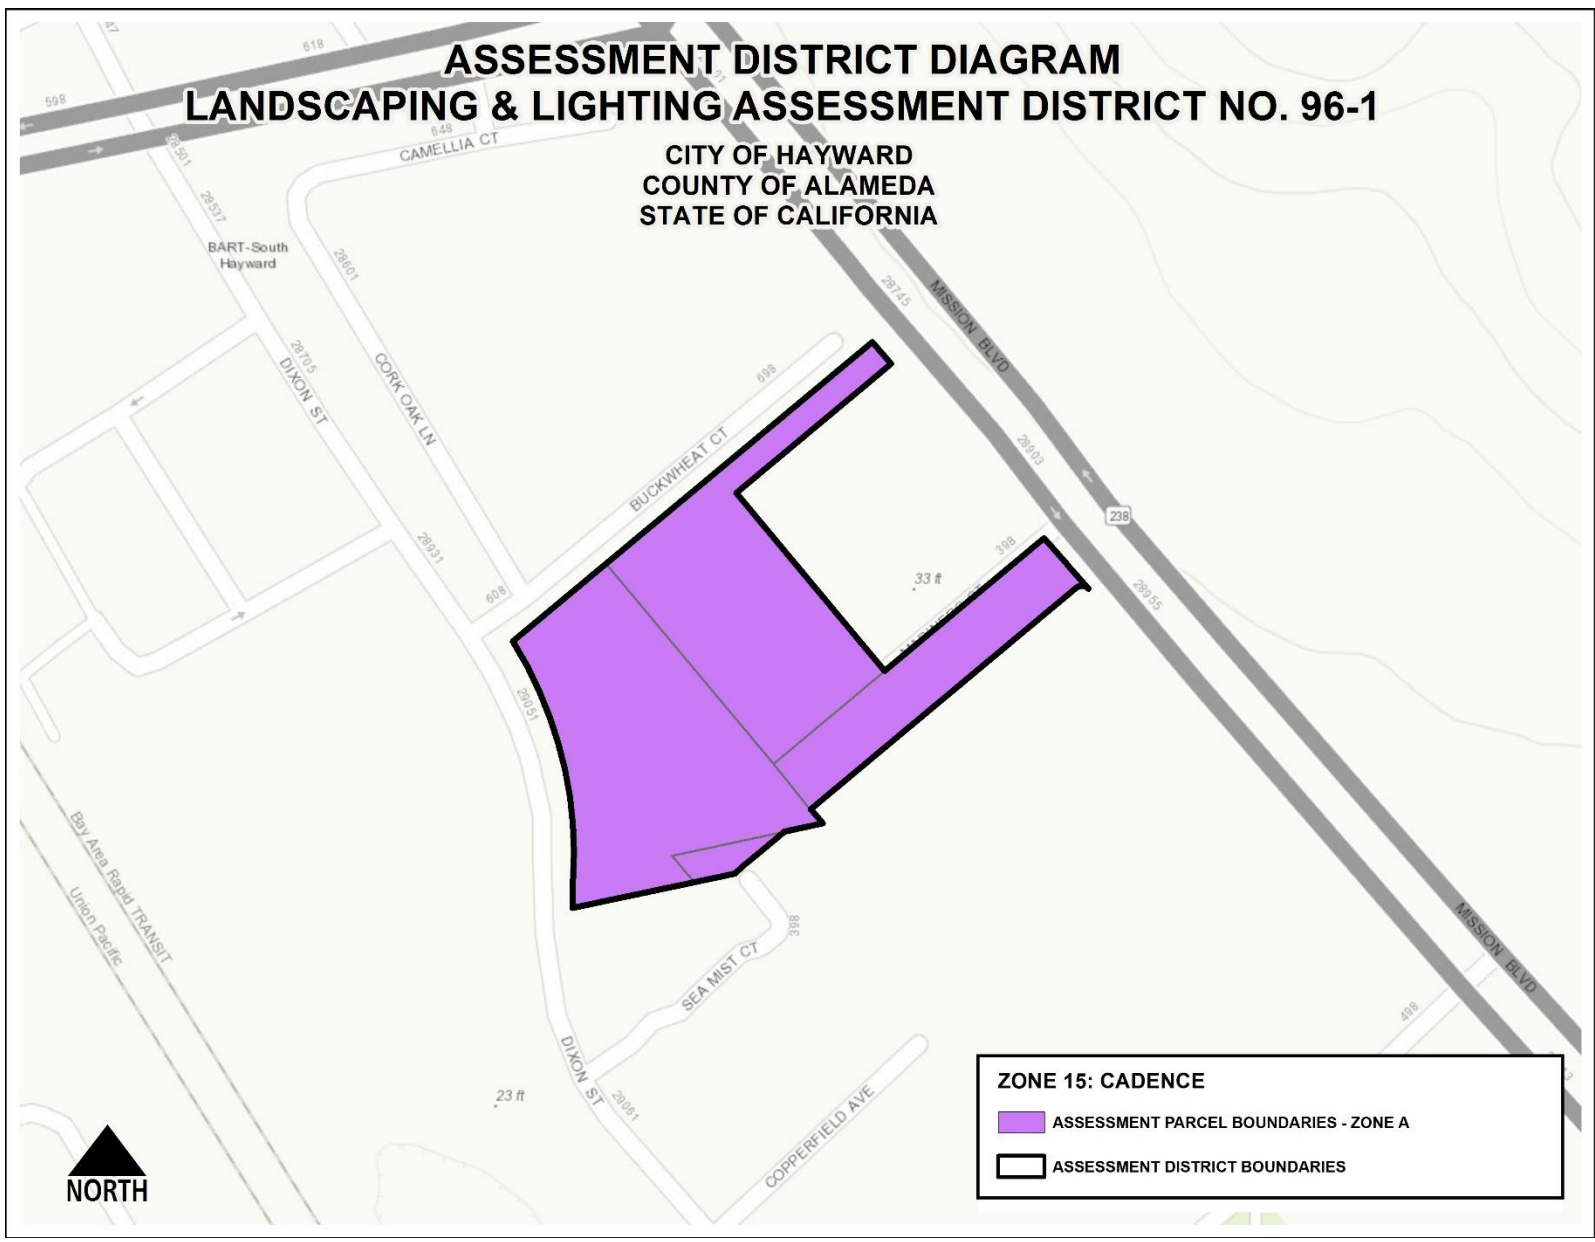 ASSESSMENT DISTRICT DIAGRAM
LANDSCAPING & LIGHTING ASSESSMENT DISTRICT NO. 96-1
CITY OF HAYWARD
COUNTY OF ALAMEDA
STATE OF CALIFORNIA
618
598
648
CAMELLIA CT
28501
28537
BART-South
Hayward
28601
28745
MISSION BLVD
28705
DIXON ST
CORK OAK LN
698
BUCKWHEAT CT
28903
238
28931
398
33 ft
608
28955
29051
Bay Area Rapid TRANSIT
Union Pacific
398
SEA MIST CT
MISSION BLVD
498
DIXON ST
23 ft
29061
COPPERFIELD AVE
ZONE 15: CADENCE
ASSESSMENT PARCEL BOUNDARIES - ZONE A
ASSESSMENT DISTRICT BOUNDARIES
NORTH